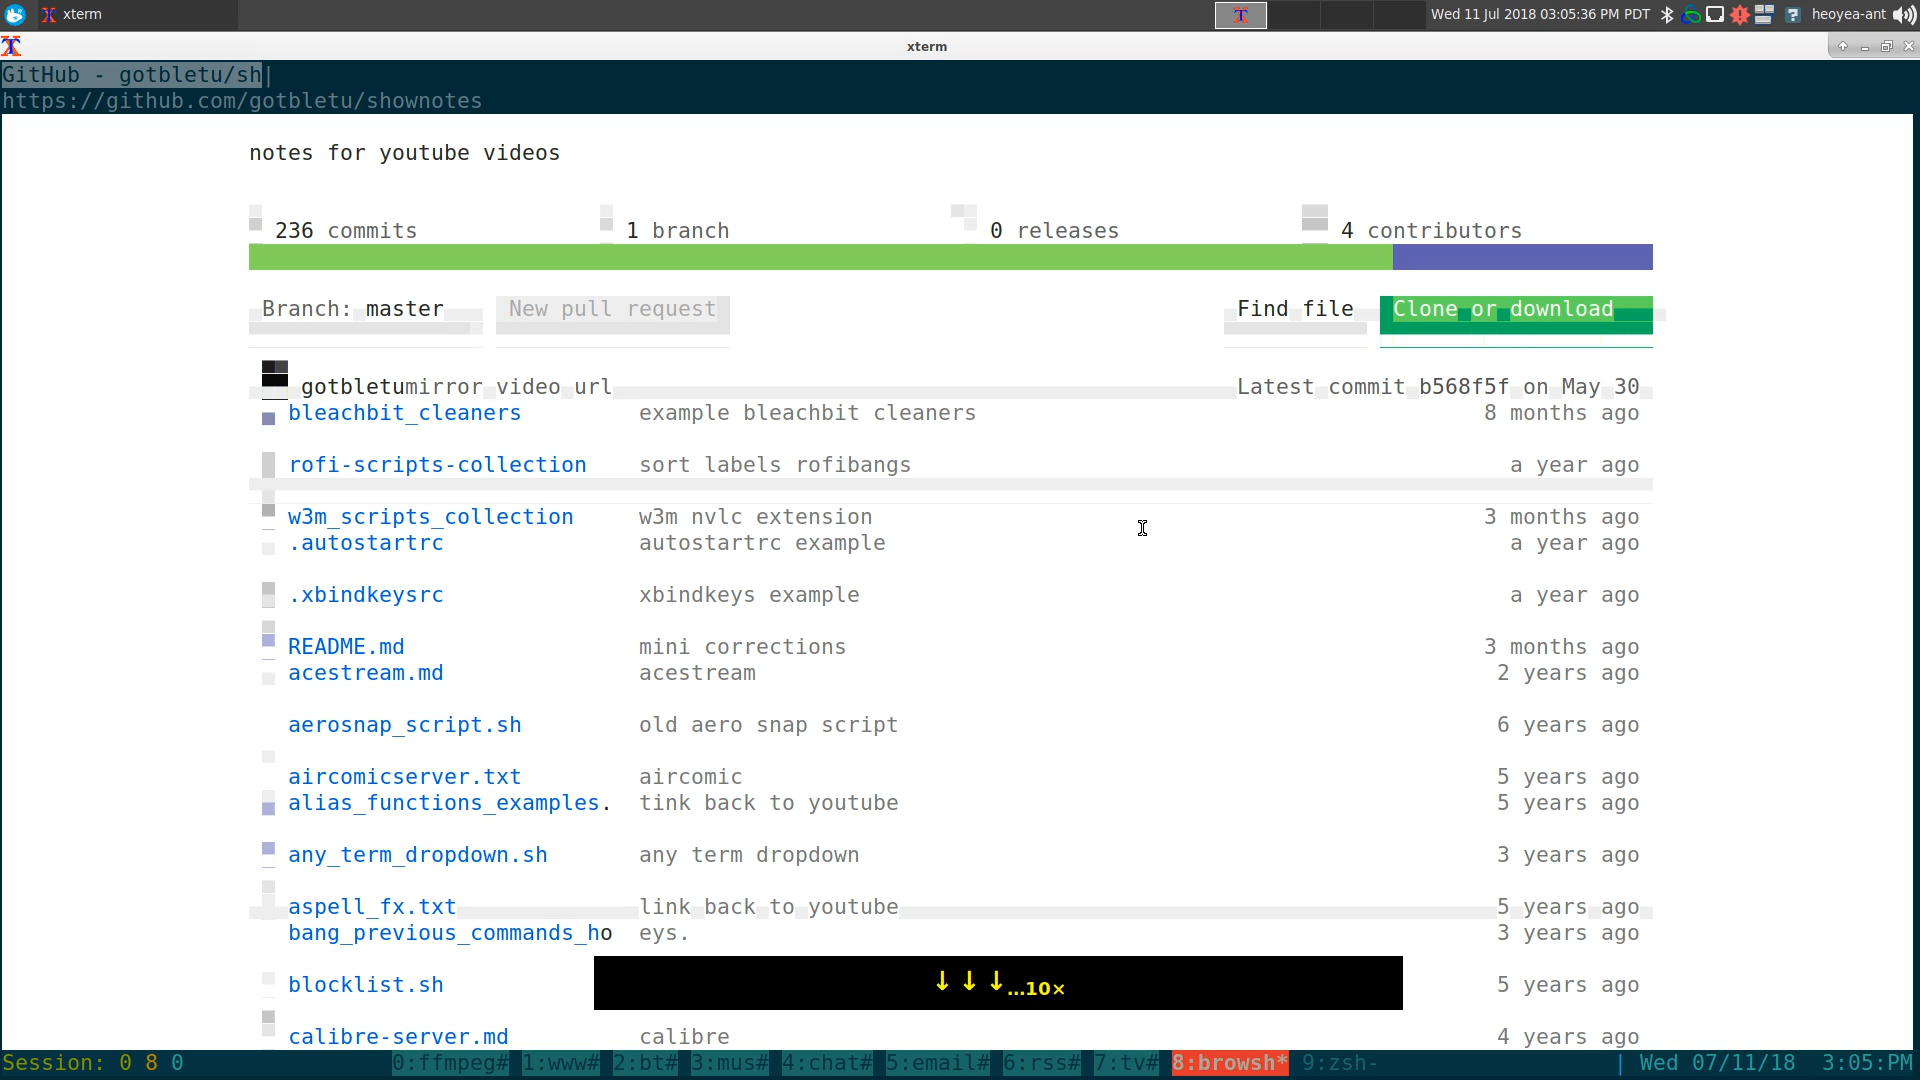 xterm
Wed 11 Jul 2018 03:05:36 PM PDT
heoyea-ant
xterm
GitHub - gotbletu/sh|
https://github.com/gotbletu/shownotes
notes for youtube videos
236 commits 1 branch 0 releases 4 contributors
Branch: master New pull request Find file Clone or download
gotbletumirror video url Latest commit b568f5f on May 30
bleachbit_cleaners example bleachbit cleaners 8 months ago
rofi-scripts-collection sort labels rofibangs a year ago
w3m_scripts_collection w3m nvlc extension 3 months ago
.autostartrc autostartrc example a year ago
.xbindkeysrc xbindkeys example a year ago
README.md mini corrections 3 months ago
acestream.md acestream 2 years ago
aerosnap_script.sh old aero snap script 6 years ago
aircomicserver.txt aircomic 5 years ago
alias_functions_examples. tink back to youtube 5 years ago
any_term_dropdown.sh any term dropdown 3 years ago
aspell_fx.txt link back to youtube 5 years ago
bang_previous_commands_ho eys. 3 years ago
blocklist.sh 5 years ago
↓ ↓ ↓...10×
calibre-server.md calibre 4 years ago
Session: 0 8 0 0:ffmpeg# 1:www# 2:bt# 3:mus# 4:chat# 5:email# 6:rss# 7:tv# 8:browsh* 9:zsh- | Wed 07/11/18 3:05:PM